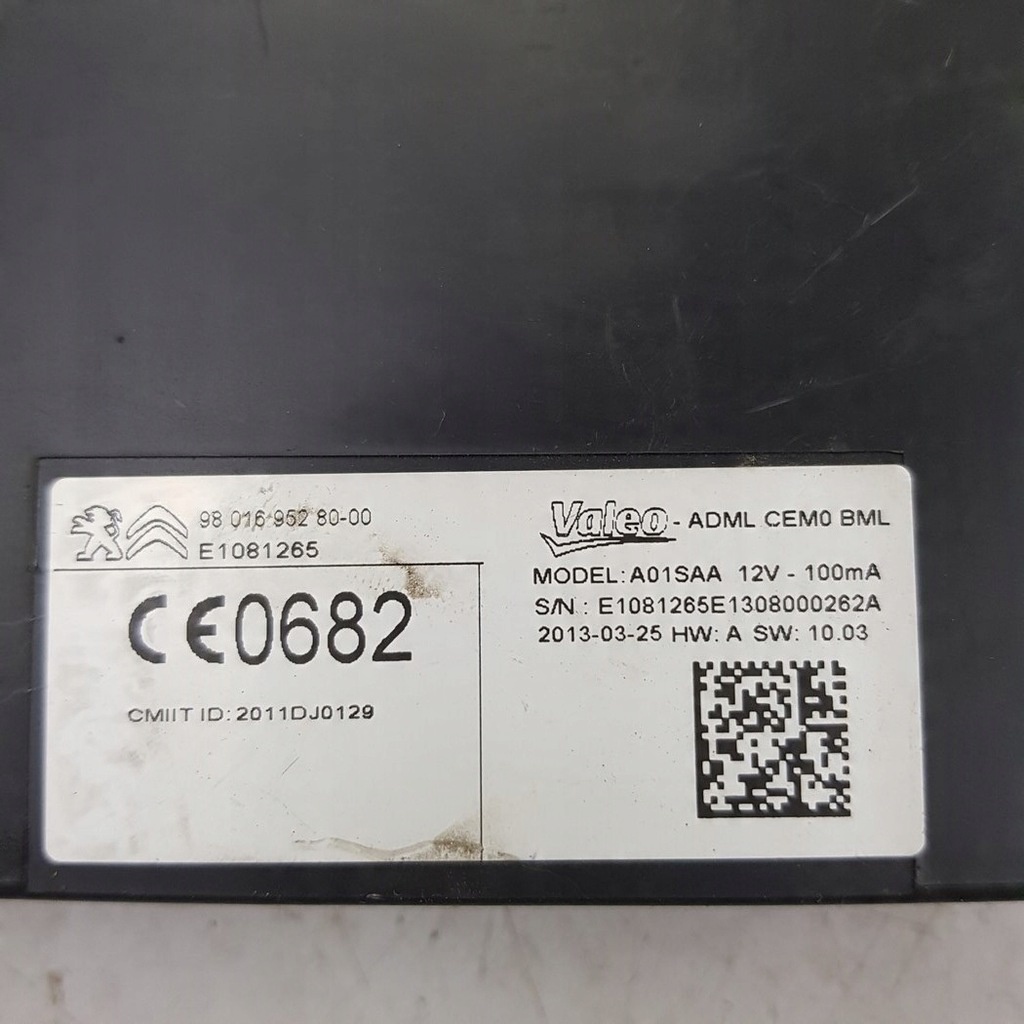 98 016 952 80-00
E1081265
CE0682
CMIIT ID: 2011DJ0129
Valeo - ADML CEM0 BML
MODEL: A01SAA 12V - 100mA
S/N : E1081265E1308000262A
2013-03-25 HW: A SW: 10.03